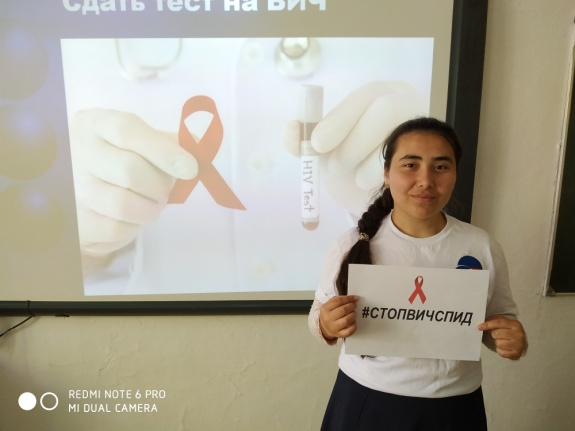 Сдать тест на ВИЧ
HIV Test
#СТОПВИЧСПИД
REDMI NOTE 6 PRO
MI DUAL CAMERA